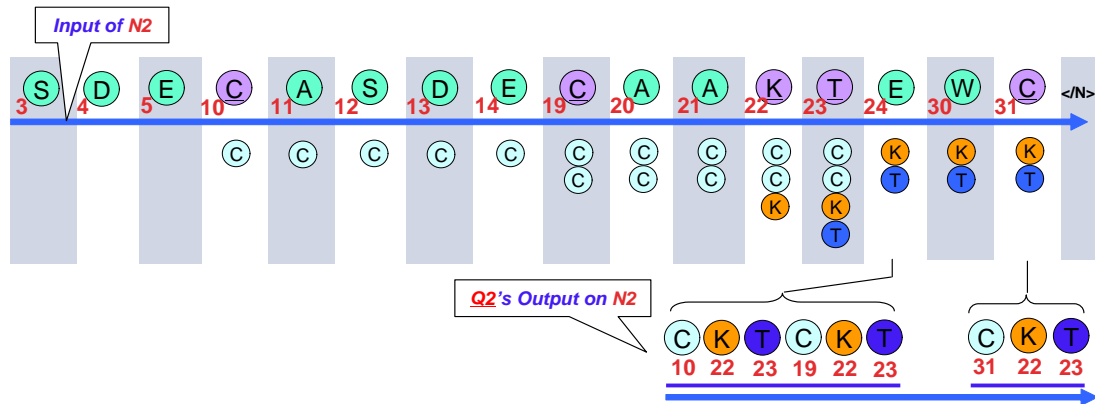 Input of N2
S D E C A S D E C A A K T E W C </N>
3 4 5 10 11 12 13 14 19 20 21 22 23 24 30 31
C C C C C C C C C C K K K
C C C C C T T T
K K
T
Q2's Output on N2
C K T C K T C K T
10 22 23 19 22 23 31 22 23